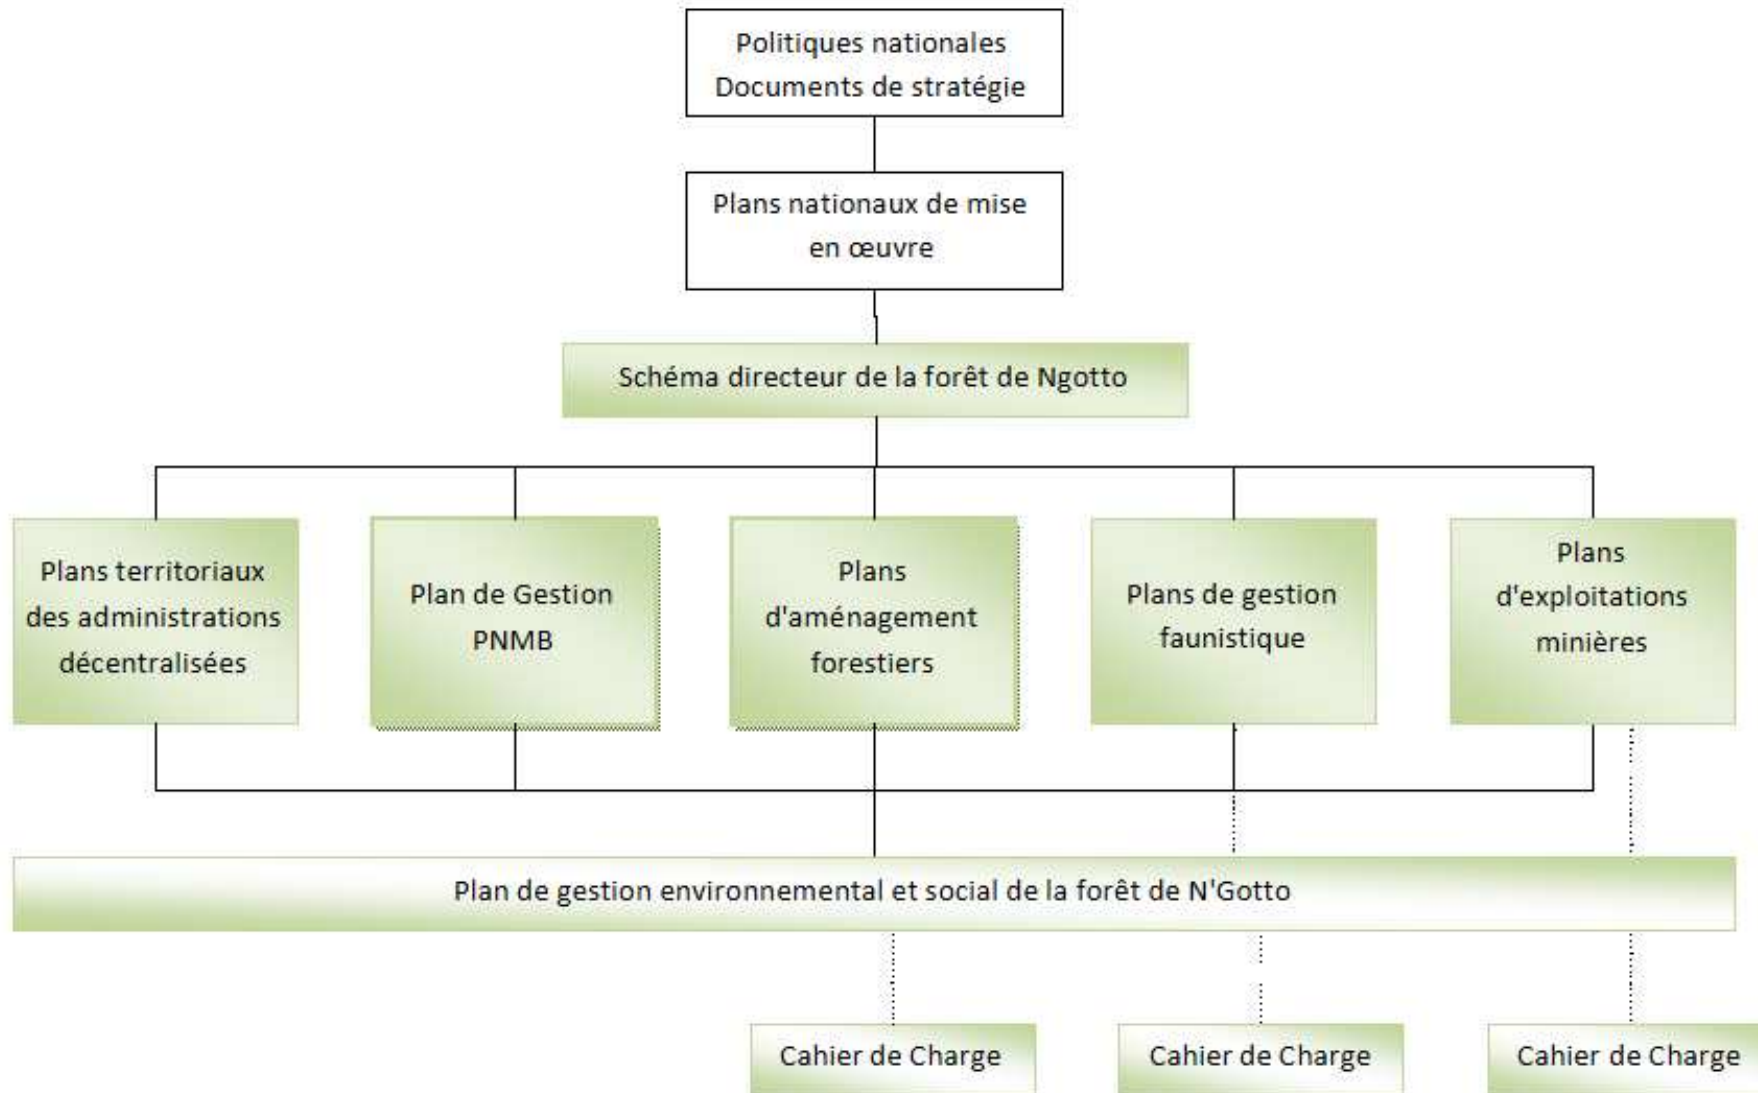 Politiques nationales
Documents de stratégie
Plans nationaux de mise
en œuvre
Schéma directeur de la forêt de Ngotto
Plans territoriaux
des administrations
décentralisées
Plan de Gestion
PNMB
Plans
d'aménagement
forestiers
Plans de gestion
faunistique
Plans
d'exploitations
minières
Plan de gestion environnemental et social de la forêt de N'Gotto
Cahier de Charge
Cahier de Charge
Cahier de Charge